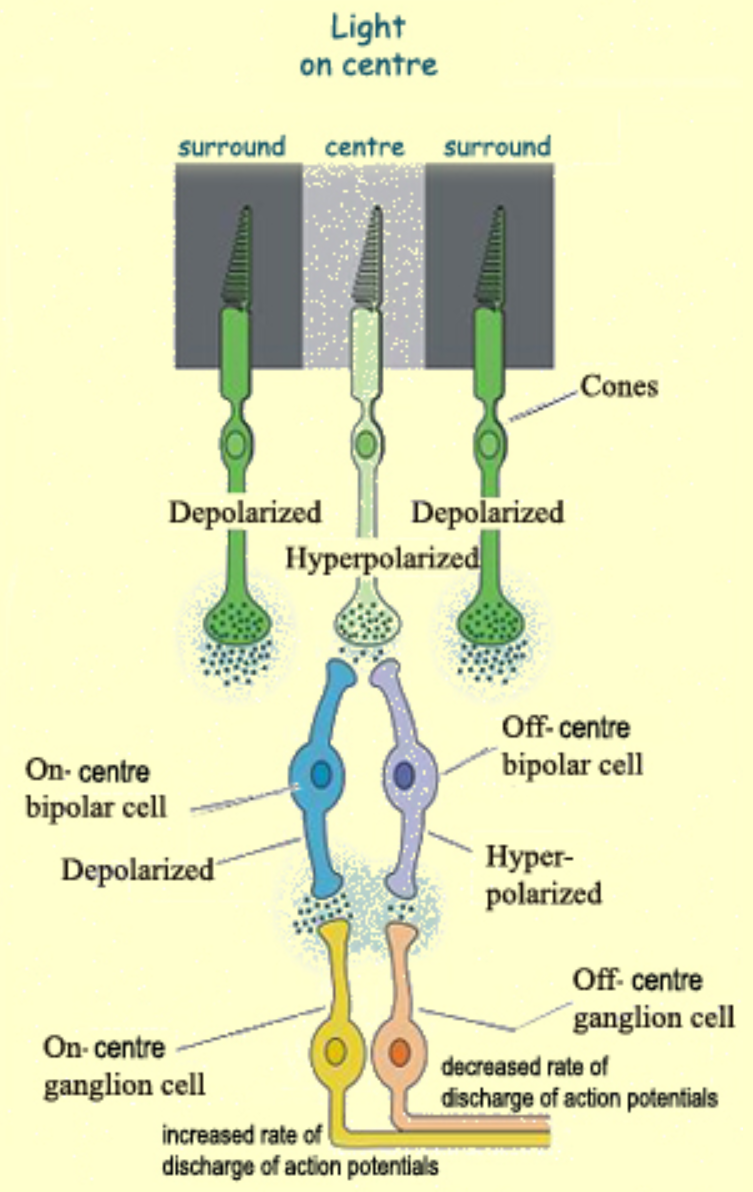 Light
on centre
surround centre surround
Cones
Depolarized Depolarized
Hyperpolarized
Off- centre
bipolar cell
On- centre
bipolar cell
Depolarized
Hyper-
polarized
Off- centre
ganglion cell
On- centre
ganglion cell
decreased rate of
discharge of action potentials
increased rate of
discharge of action potentials